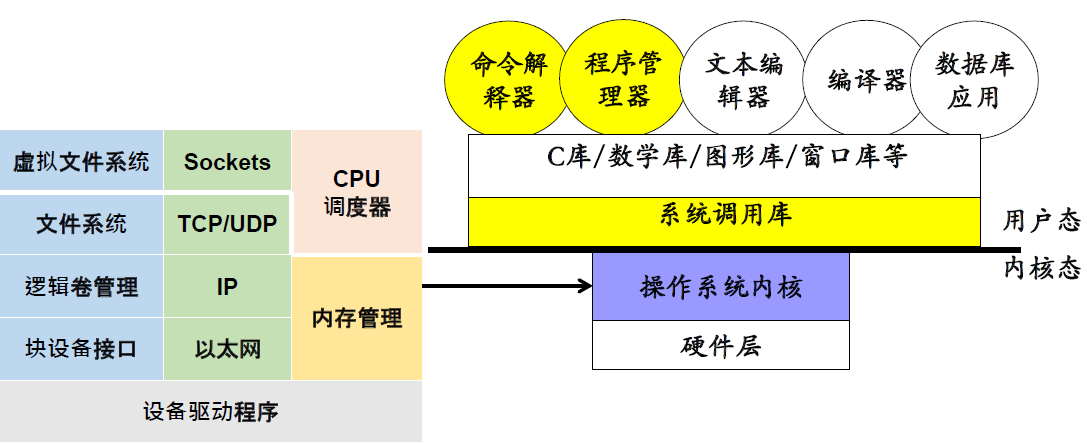 命令解
释器
程序管
理器
文本编
辑器
编译器
数据库
应用
C库/数学库/图形库/窗口库等
系统调用库
用户态
内核态
操作系统内核
硬件层
虚拟文件系统
Sockets
CPU
调度器
文件系统
TCP/UDP
逻辑卷管理
IP
内存管理
块设备接口
以太网
设备驱动程序